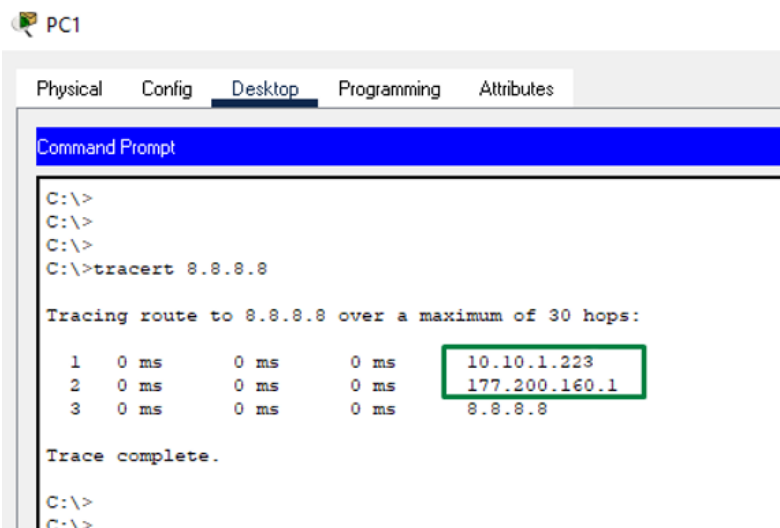 PC1
Physical Config Desktop Programming Attributes
Command Prompt
C:\>
C:\>
C:\>
C:\>tracert 8.8.8.8
Tracing route to 8.8.8.8 over a maximum of 30 hops:
1 0 ms 0 ms 0 ms 10.10.1.223
2 0 ms 0 ms 0 ms 177.200.160.1
3 0 ms 0 ms 0 ms 8.8.8.8
Trace complete.
C:\>
C:\>